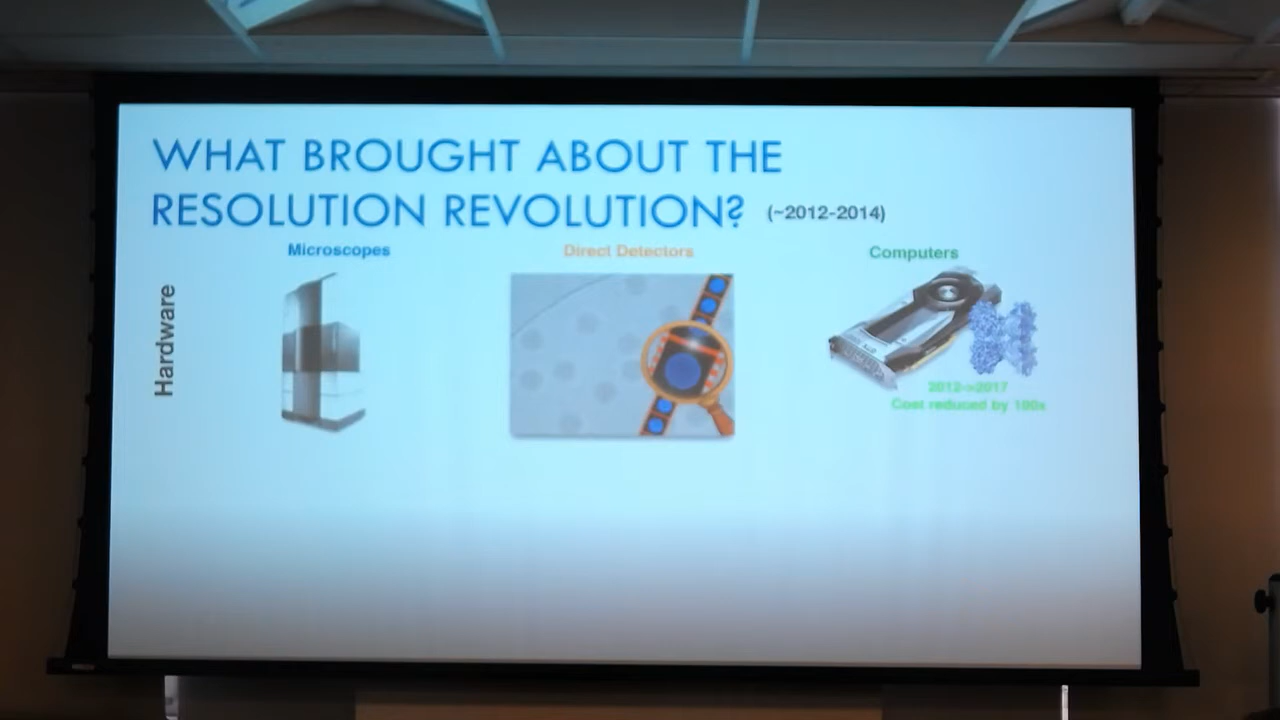 WHAT BROUGHT ABOUT THE
RESOLUTION REVOLUTION? (~2012-2014)
Microscopes
Direct Detectors
Computers
Hardware
2012->2017
Cost reduced by 100x